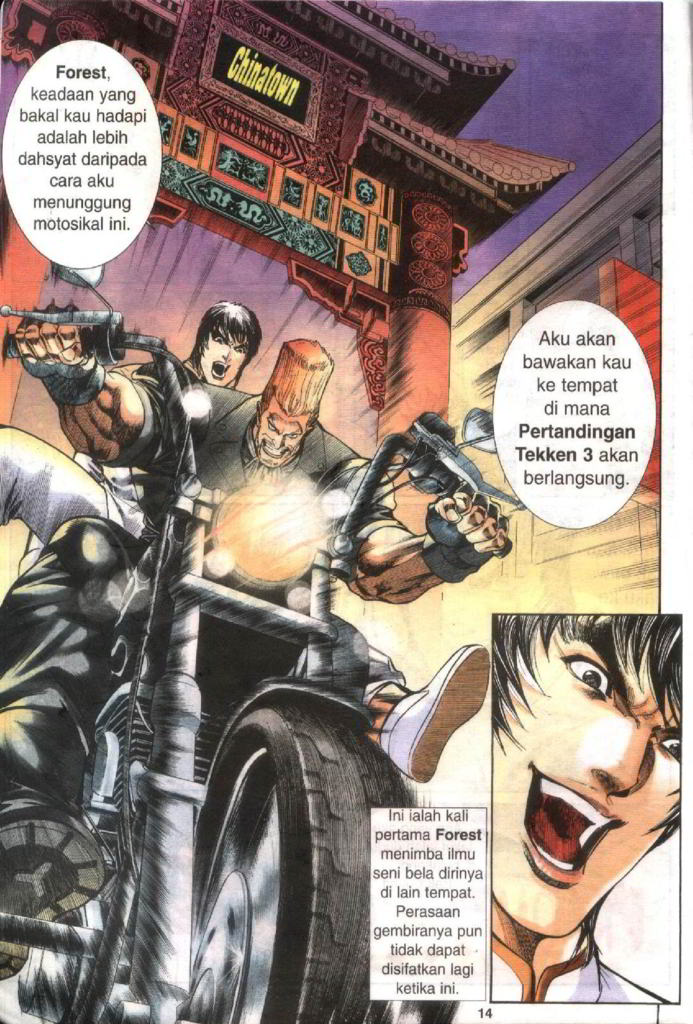 Chinatown
Forest,
keadaan yang
bakal kau hadapi
adalah lebih
dahsyat daripada
cara aku
menunggung
motosikal ini.
Aku akan
bawakan kau
ke tempat
di mana
Pertandingan
Tekken 3 akan
berlangsung.
Ini ialah kali
pertama Forest
menimba ilmu
seni bela dirinya
di lain tempat.
Perasaan
gembiranya pun
tidak dapat
disifatkan lagi
ketika ini.
14